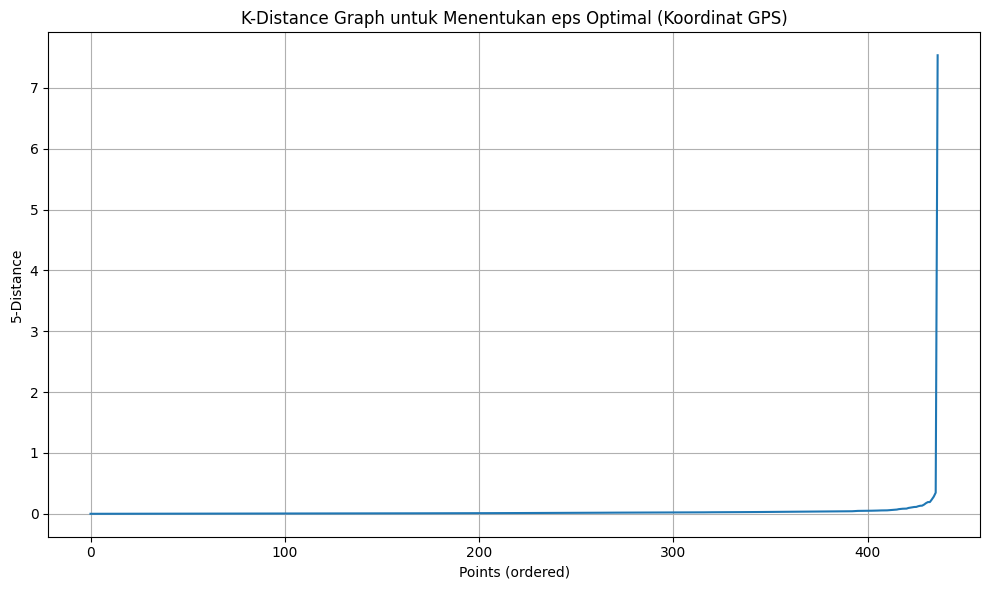 K-Distance Graph untuk Menentukan eps Optimal (Koordinat GPS)
7
6
5
4
3
2
1
0
5-Distance
0 100 200 300 400
Points (ordered)